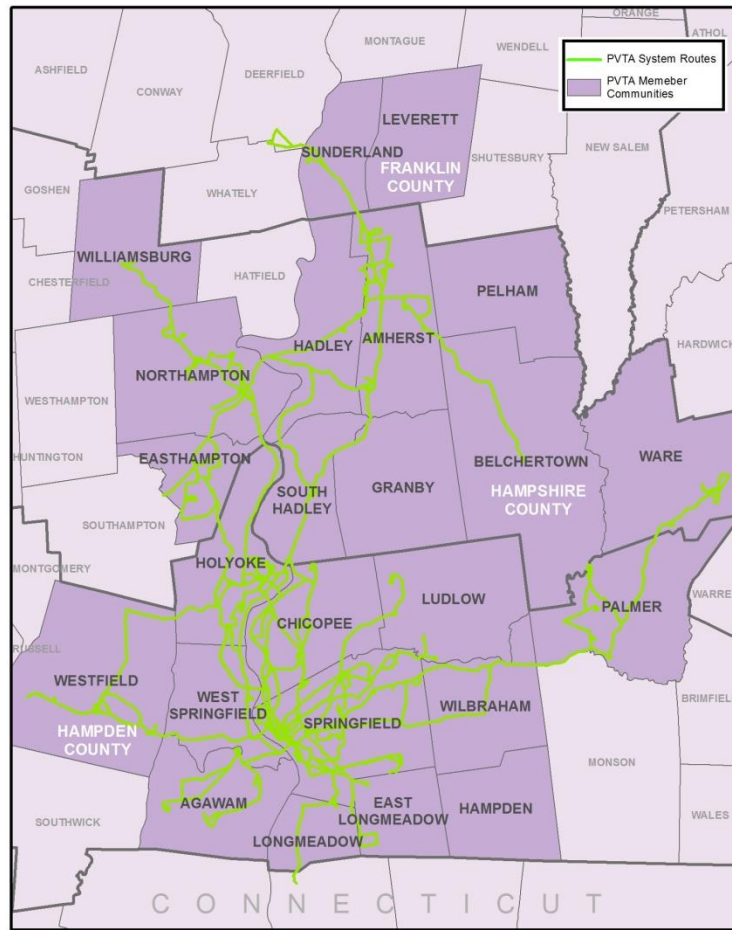 ORANGE
ATHOL
MONTAGUE
WENDELL
PVTA System Routes
PVTA Memeber
Communities
ASHFIELD
DEERFIELD
CONWAY
LEVERETT
SUNDERLAND
FRANKLIN
COUNTY
SHUTESBURY
NEW SALEM
GOSHEN
WHATELY
PETERSHAM
WILLIAMSBURG
CHESTERFIELD
HATFIELD
PELHAM
HADLEY
AMHERST
HARDWICK
NORTHAMPTON
WESTHAMPTON
HUNTINGTON
EASTHAMPTON
BELCHERTOWN
WARE
SOUTH
HADLEY
GRANBY
HAMPSHIRE
COUNTY
SOUTHAMPTON
MONTGOMERY
HOLYOKE
LUDLOW
PALMER
WARRE
CHICOPEE
RUSSELL
WESTFIELD
WEST
SPRINGFIELD
SPRINGFIELD
WILBRAHAM
BRIMFIEL
HAMPDEN
COUNTY
MONSON
AGAWAM
EAST
LONGMEADOW
HAMPDEN
SOUTHWICK
WALES
LONGMEADOW
CONNECTICUT